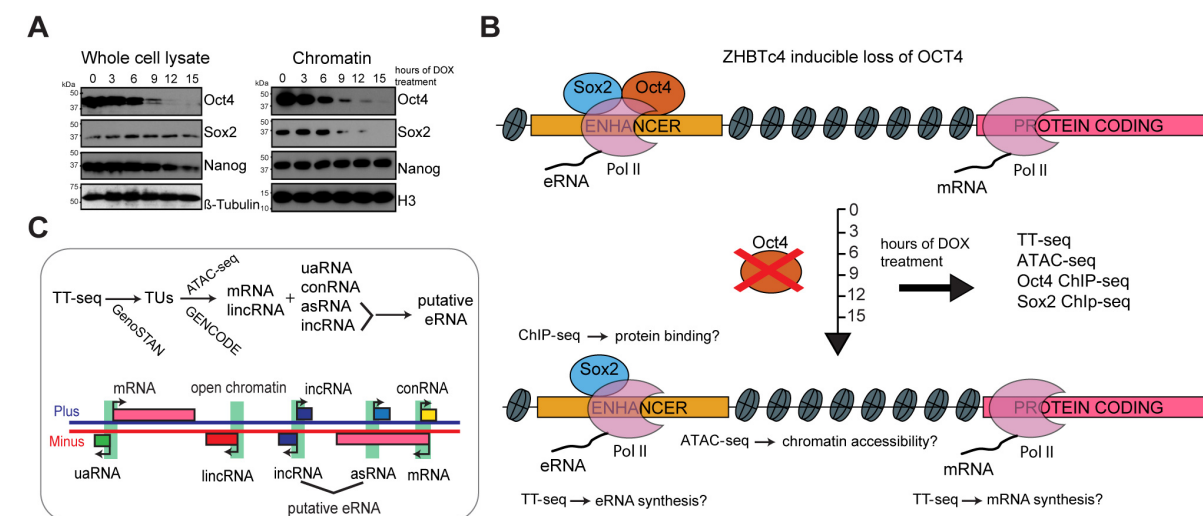 A
Whole cell lysate
0 3 6 9 12 15
kDa
50
37
Oct4
50
37
Sox2
50
37
Nanog
75
50
ß-Tubulin
Chromatin
0 3 6 9 12 15
hours of DOX
treatment
kDa
50
37
Oct4
50
37
Sox2
50
37
Nanog
15
10
H3
B
ZHBTc4 inducible loss of OCT4
Sox2
Oct4
ENHANCER
PROTEIN CODING
eRNA
Pol II
mRNA
Pol II
Oct4
0
3
6
9
12
15
hours of DOX
treatment
TT-seq
ATAC-seq
Oct4 ChIP-seq
Sox2 ChIp-seq
ChIP-seq → protein binding?
Sox2
ENHANCER
PROTEIN CODING
ATAC-seq → chromatin accessibility?
eRNA
Pol II
mRNA
Pol II
TT-seq → eRNA synthesis?
TT-seq → mRNA synthesis?
C
TT-seq
GenoSTAN
TUs
ATAC-seq
GENCODE
mRNA
lincRNA
+
uaRNA
conRNA
asRNA
incRNA
putative
eRNA
mRNA
open chromatin
incRNA
conRNA
Plus
Minus
uaRNA
lincRNA
incRNA
asRNA
mRNA
putative eRNA